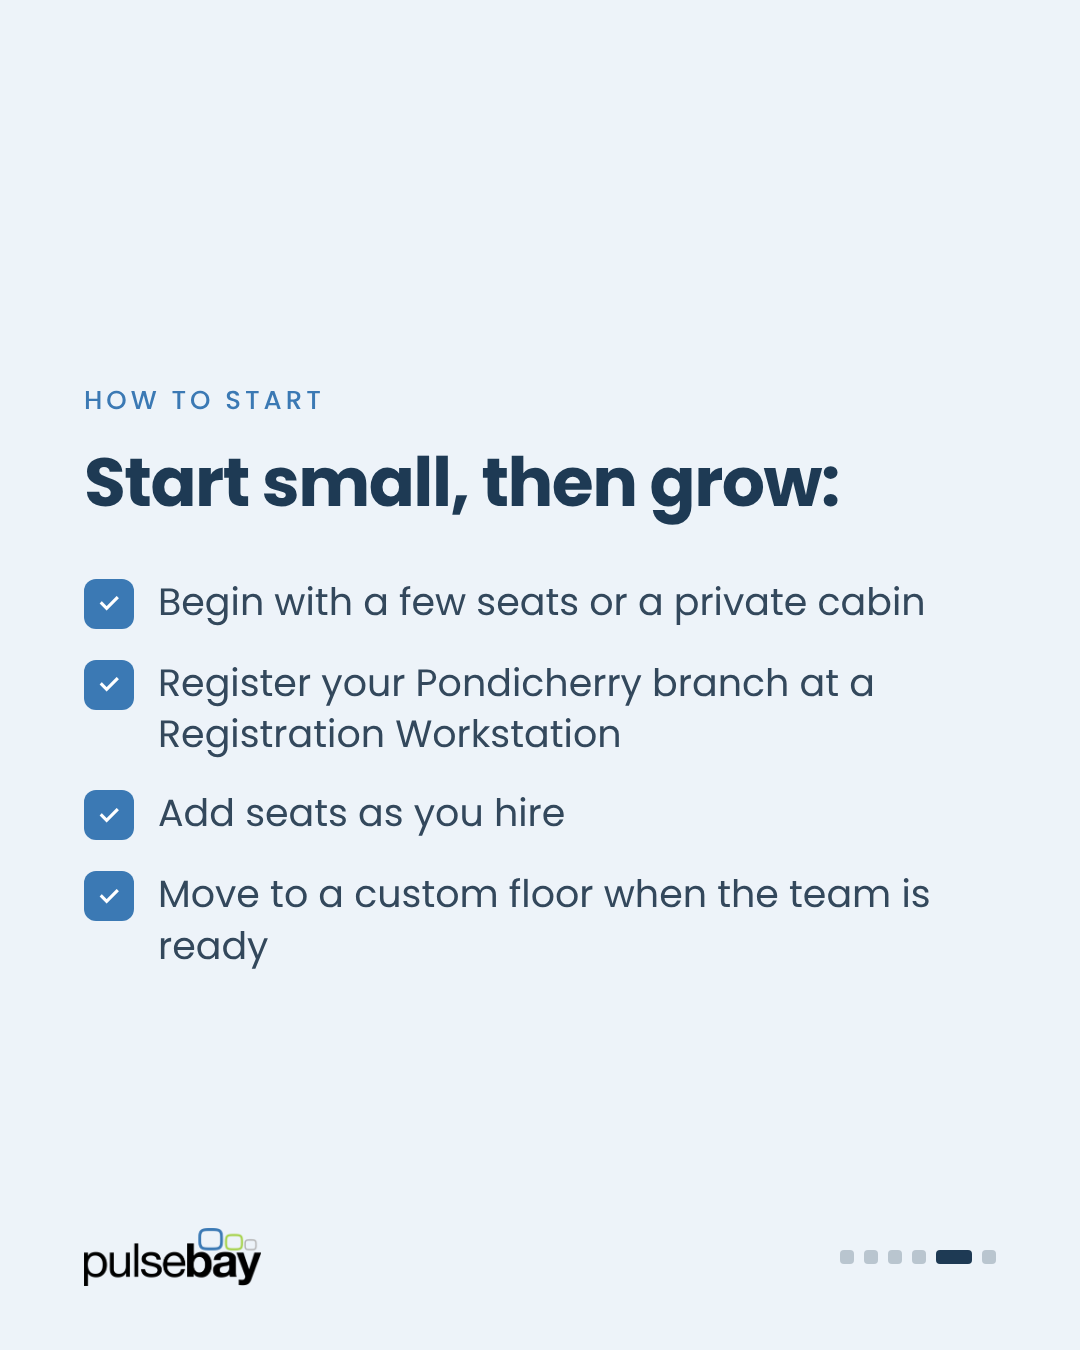 HOW TO START
Start small, then grow:
Begin with a few seats or a private cabin
Register your Pondicherry branch at a
Registration Workstation
Add seats as you hire
Move to a custom floor when the team is
ready
pulsebay